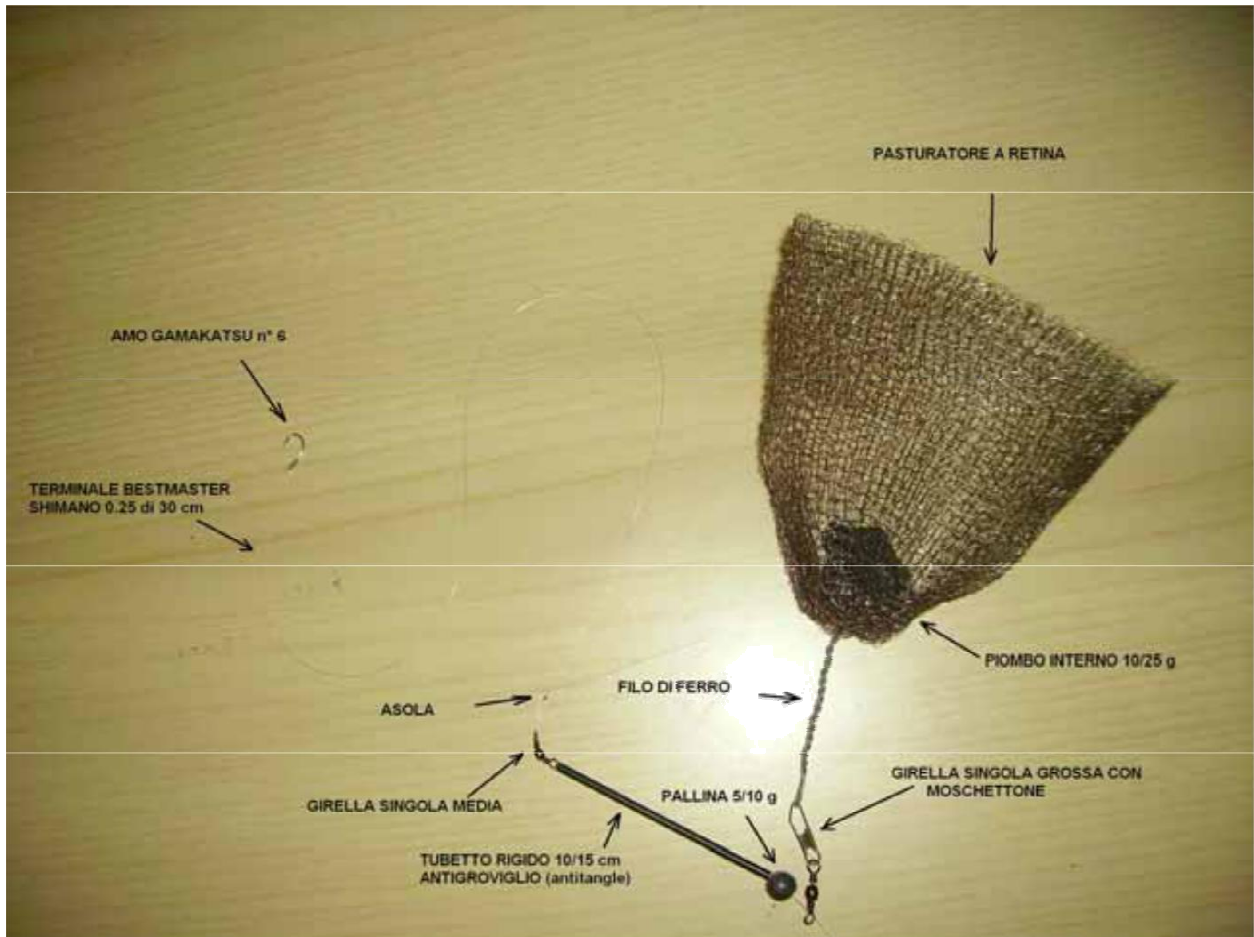 PASTURATORE A RETINA
AMO GAMAKATSU n° 6
TERMINALE BESTMASTER
SHIMANO 0.25 di 30 cm
PIOMBO INTERNO 10/25 g
FILO DI FERRO
ASOLA
GIRELLA SINGOLA GROSSA CON
MOSCHETTONE
PALLINA 5/10 g
GIRELLA SINGOLA MEDIA
TUBETTO RIGIDO 10/15 cm
ANTIGROVIGLIO (antitangle)